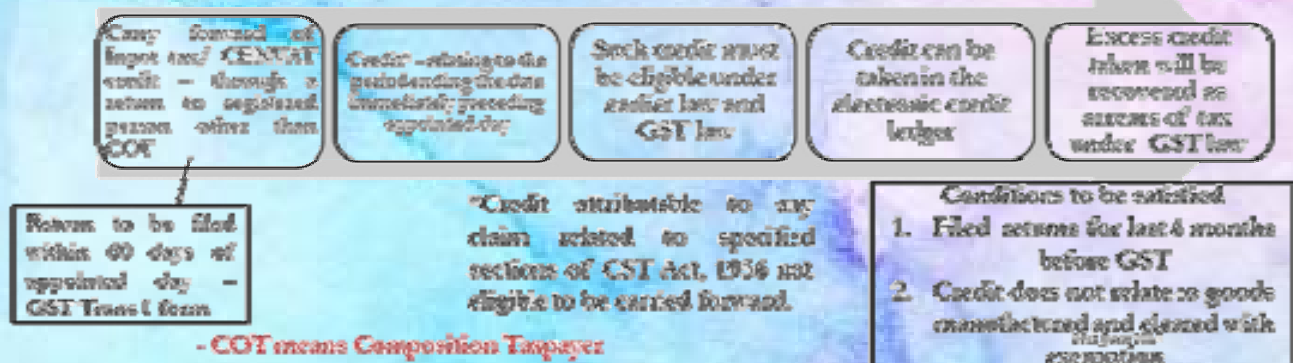 Carry forward of
Input tax/ CENVAT
credit – through a
return to registered
person other than
COT
Credit* – relating to the
period ending the date
immediately preceding
appointed day
Such credit must
be eligible under
earlier law and
GST law
Credit can be
taken in the
electronic credit
ledger
Excess credit
taken will be
recovered as
arrears of tax
under GST law
Return to be filed
within 60 days of
appointed day –
GST Trans 1 form
*Credit attributable to any
claim related to specified
sections of CST Act, 1956 not
eligible to be carried forward.
- COT means Composition Taxpayer
Conditions to be satisfied
1. Filed returns for last 6 months
before GST
2. Credit does not relate to goods
manufactured and cleared with
exemptions